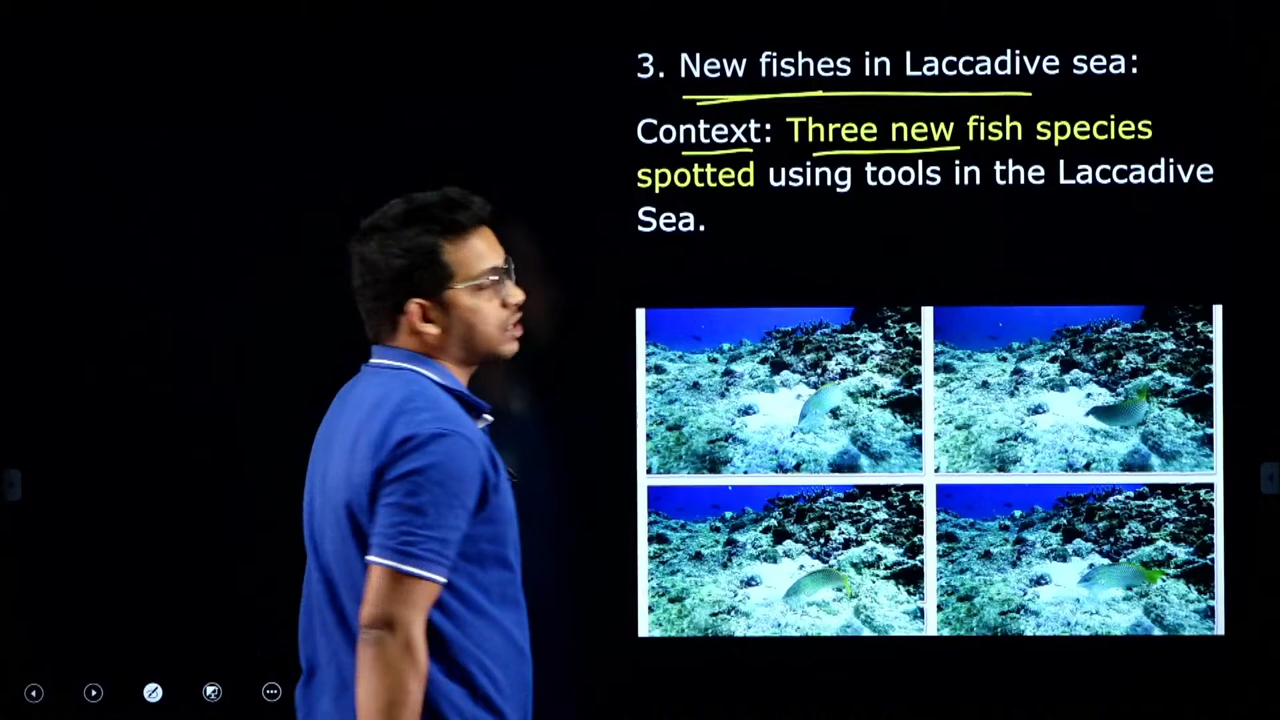 3. New fishes in Laccadive sea:
Context: Three new fish species
spotted using tools in the Laccadive
Sea.